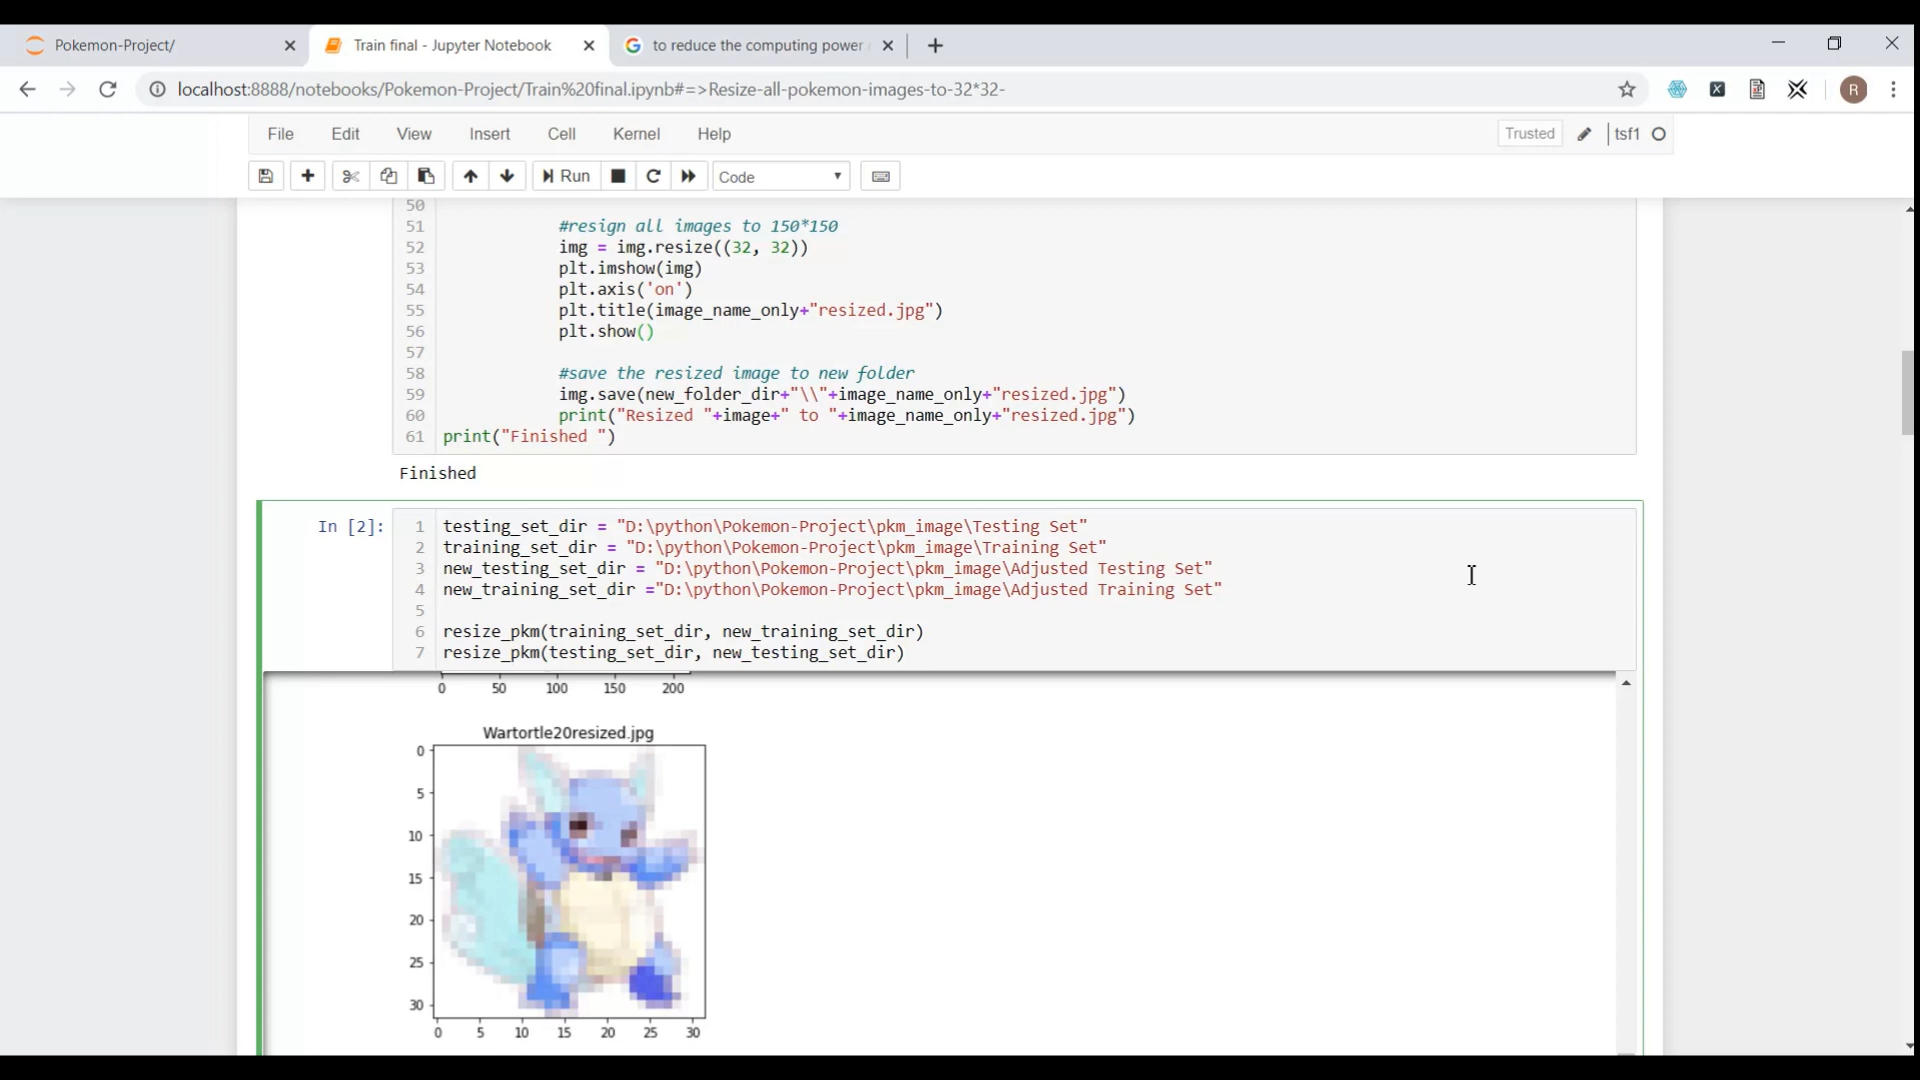 Pokemon-Project/
Train final - Jupyter Notebook
to reduce the computing power
localhost:8888/notebooks/Pokemon-Project/Train%20final.ipynb#=>Resize-all-pokemon-images-to-32*32-
R
File Edit View Insert Cell Kernel Help
Trusted
tsf1
Run
Code
50
51 #resign all images to 150*150
52 img = img.resize((32, 32))
53 plt.imshow(img)
54 plt.axis('on')
55 plt.title(image_name_only+"resized.jpg")
56 plt.show()
57
58 #save the resized image to new folder
59 img.save(new_folder_dir+"\\"+image_name_only+"resized.jpg")
60 print("Resized "+image+" to "+image_name_only+"resized.jpg")
61 print("Finished ")
Finished
In [2]:
1 testing_set_dir = "D:\python\Pokemon-Project\pkm_image\Testing Set"
2 training_set_dir = "D:\python\Pokemon-Project\pkm_image\Training Set"
3 new_testing_set_dir = "D:\python\Pokemon-Project\pkm_image\Adjusted Testing Set"
4 new_training_set_dir ="D:\python\Pokemon-Project\pkm_image\Adjusted Training Set"
5
6 resize_pkm(training_set_dir, new_training_set_dir)
7 resize_pkm(testing_set_dir, new_testing_set_dir)
0 50 100 150 200
Wartortle20resized.jpg
0
5
10
15
20
25
30
0 5 10 15 20 25 30